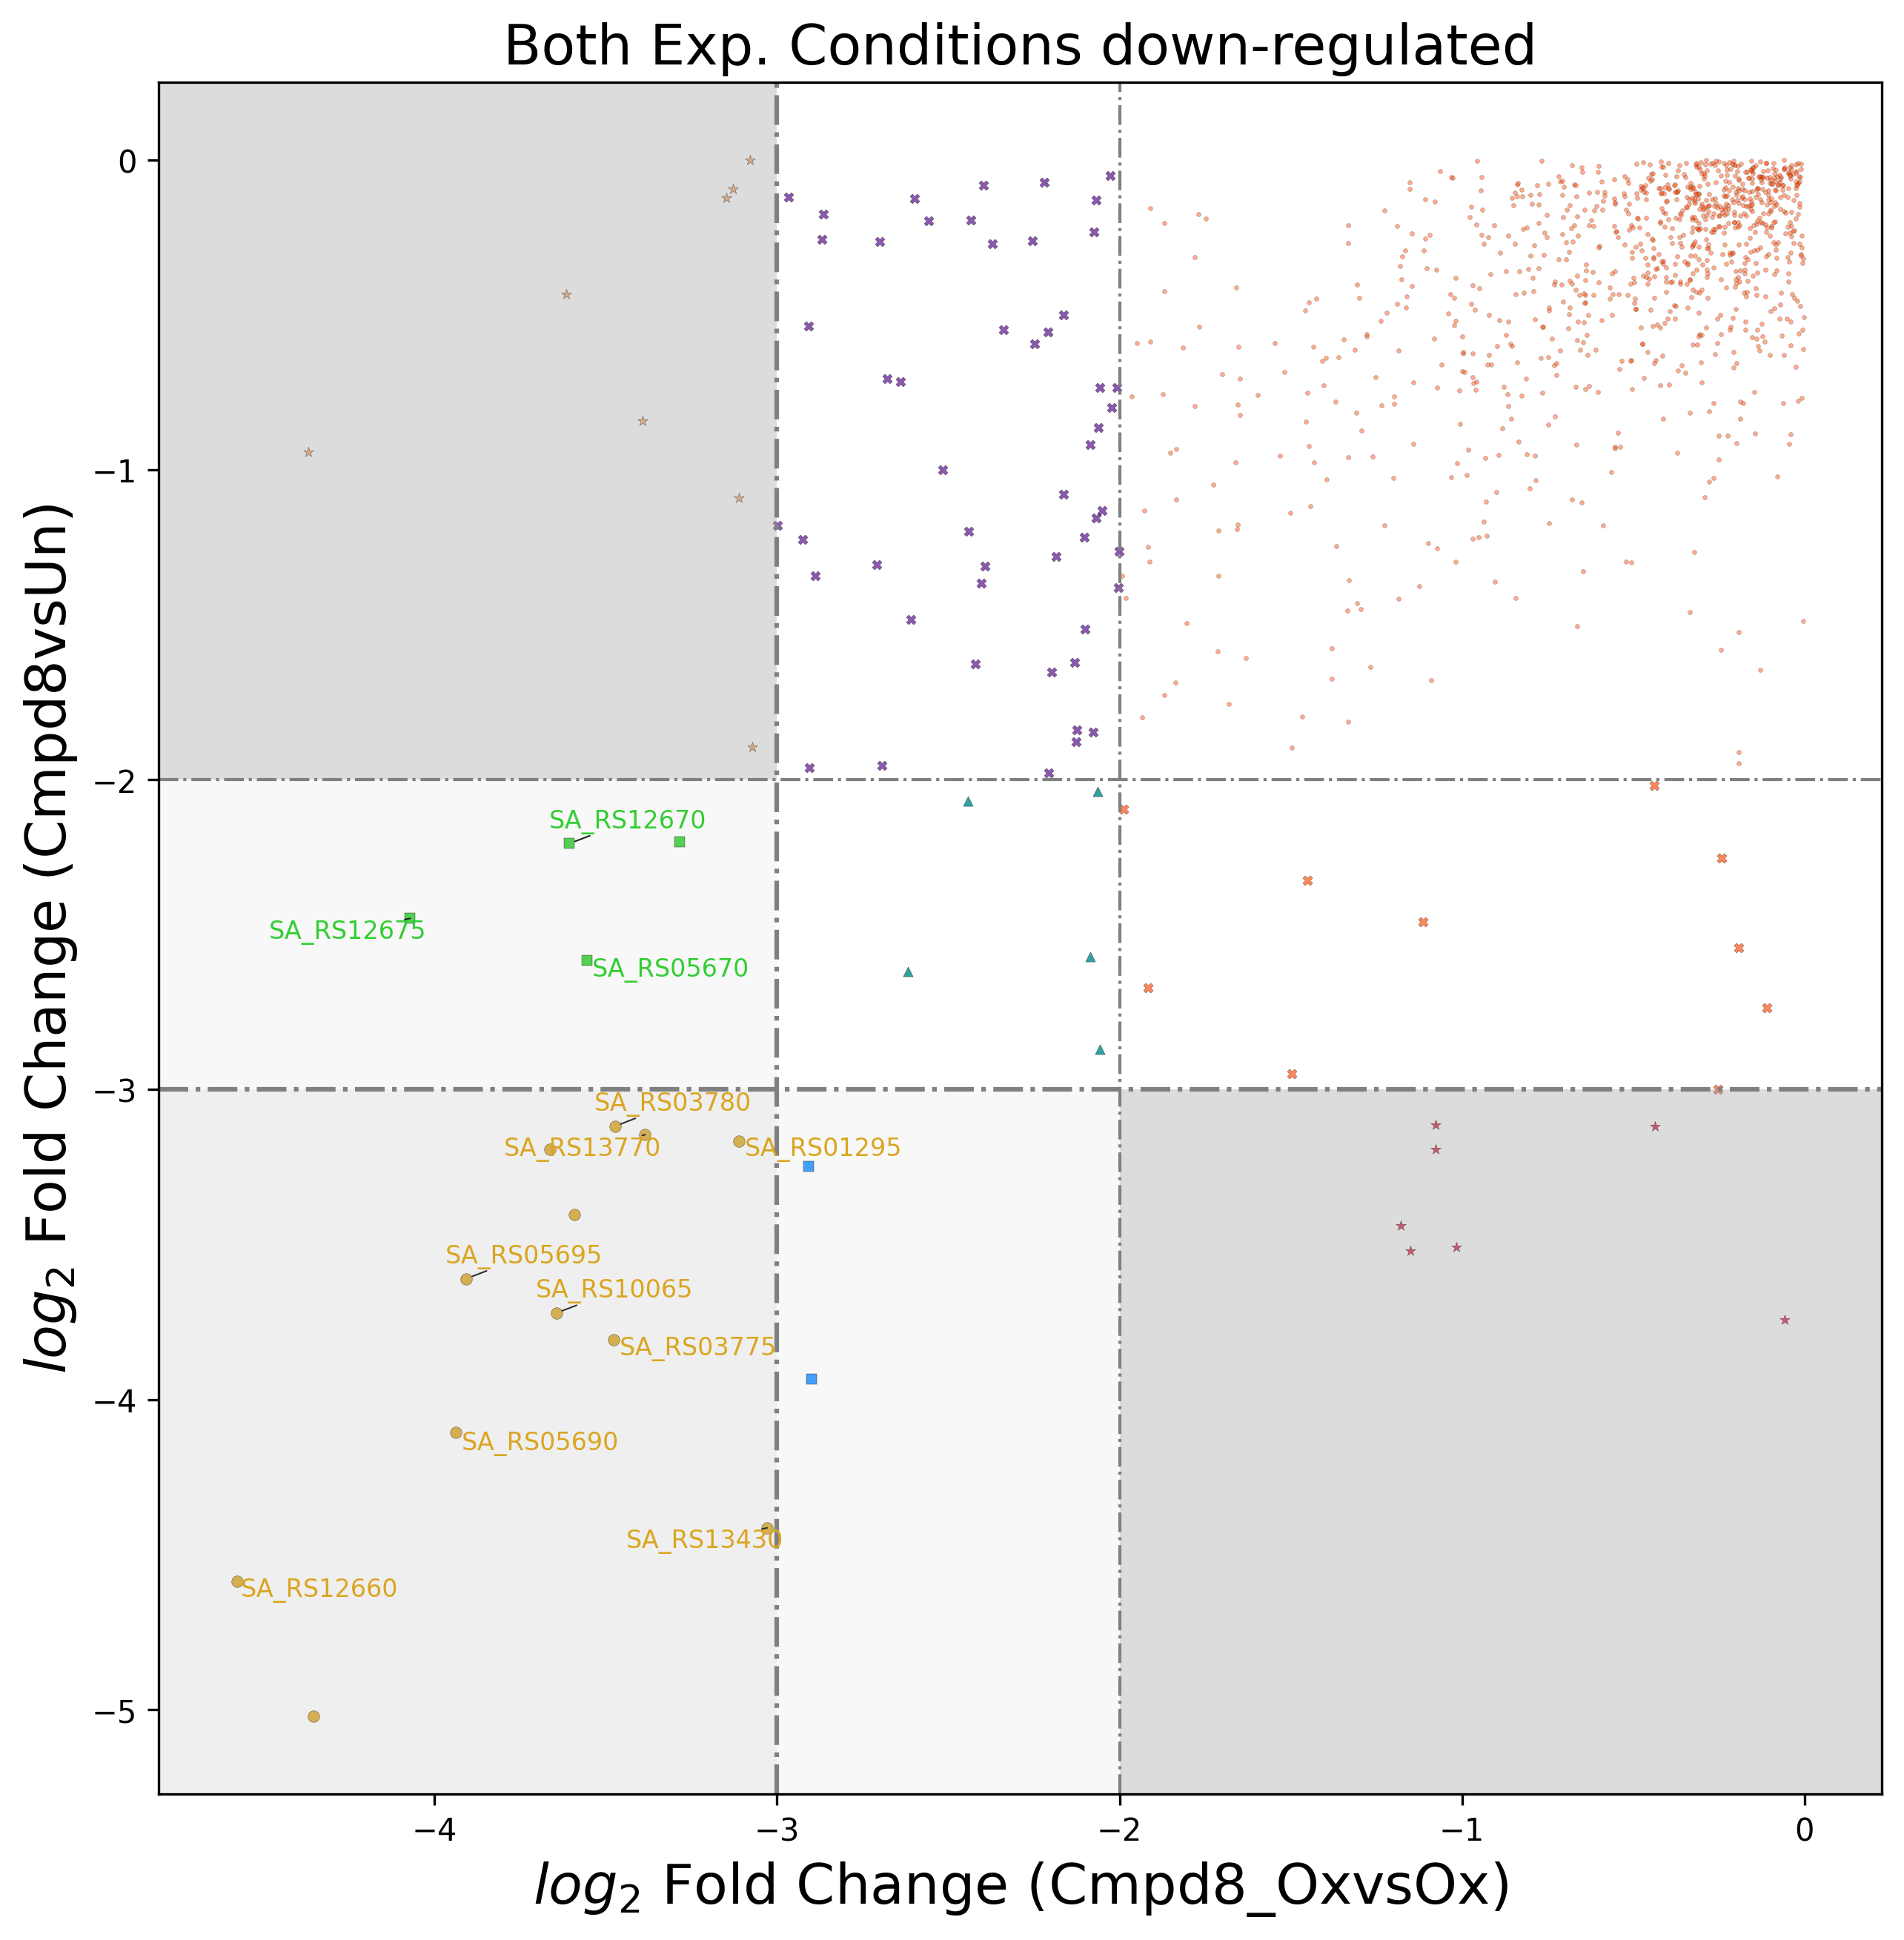 Both Exp. Conditions down-regulated
log2 Fold Change (Cmpd8vsUn)
0
−1
−2
−3
−4
−5
SA_RS12670
SA_RS12675
SA_RS05670
SA_RS03780
SA_RS13770
SA_RS01295
SA_RS05695
SA_RS10065
SA_RS03775
SA_RS05690
SA_RS13430
SA_RS12660
−4
−3
−2
−1
0
log2 Fold Change (Cmpd8_OxvsOx)